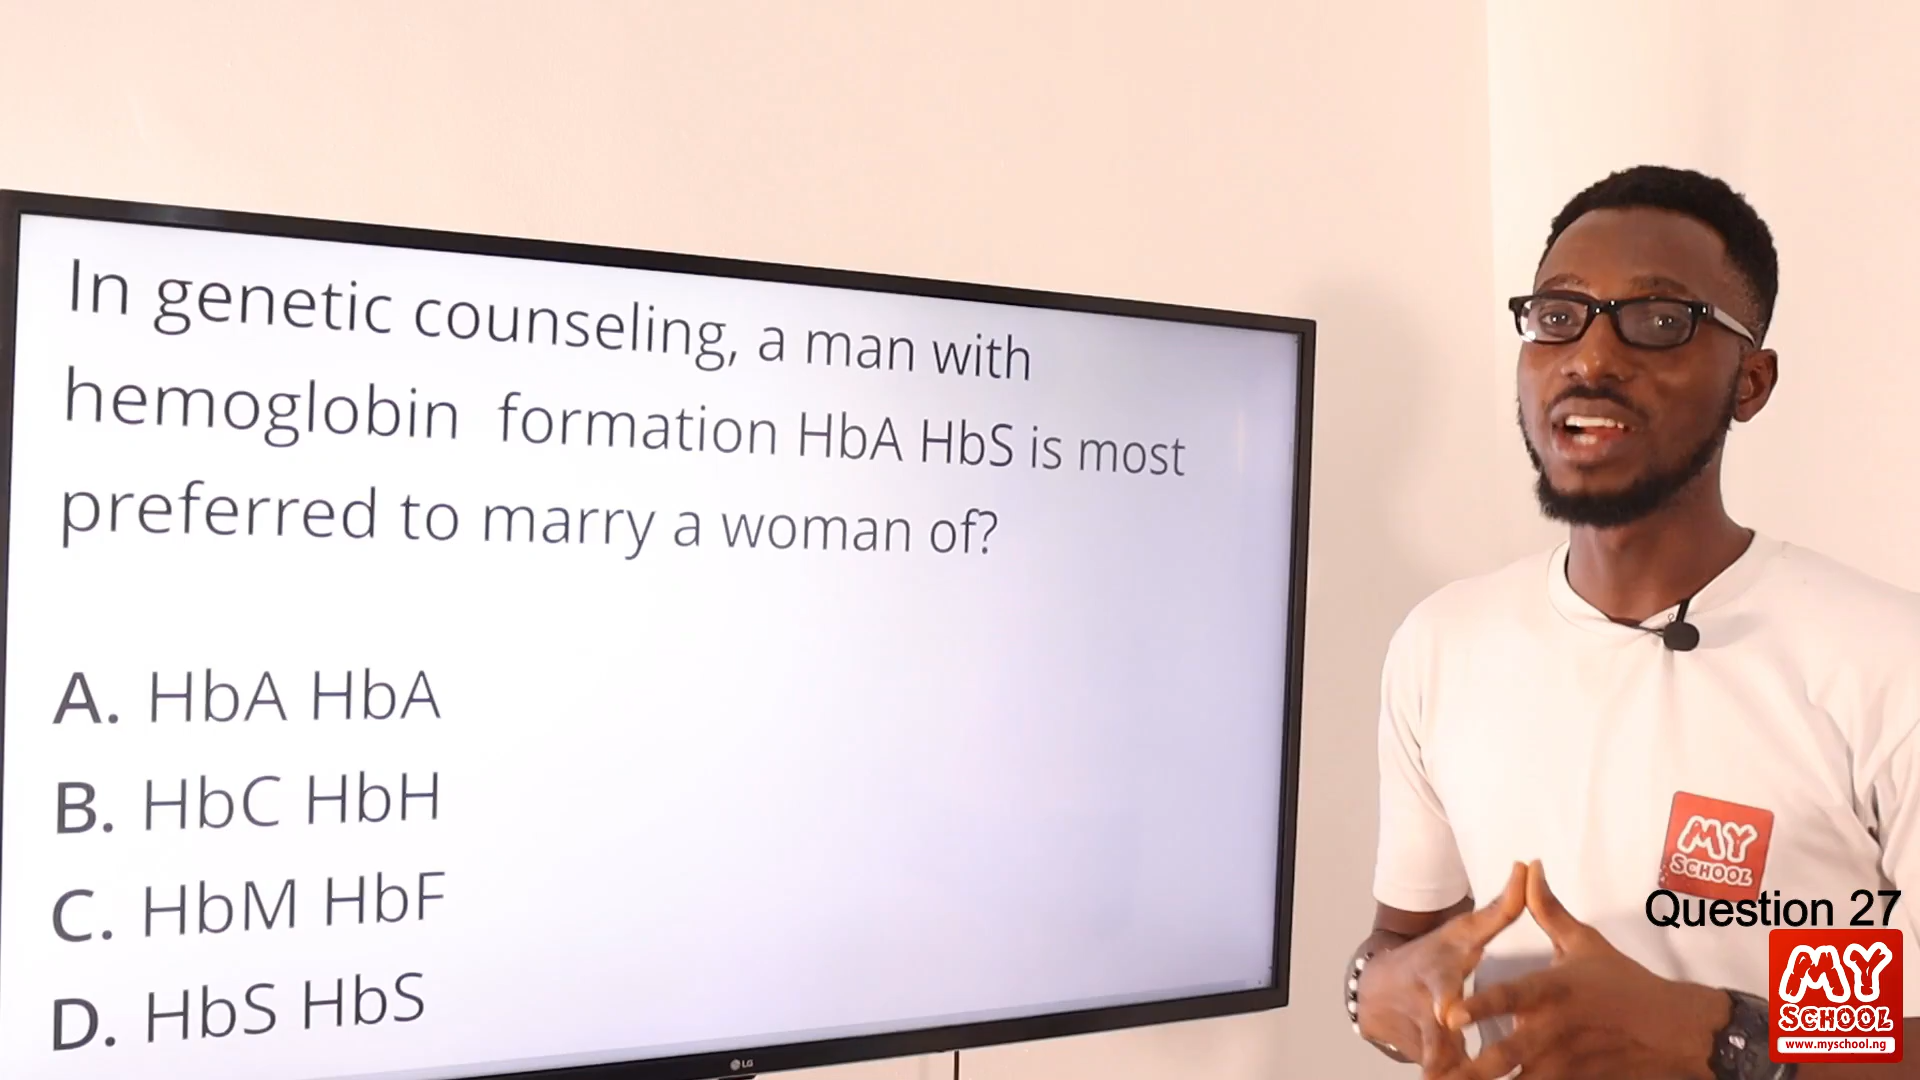 In genetic counseling, a man with
hemoglobin formation HbA HbS is most
preferred to marry a woman of?
A. HbA HbA
B. HbC HbH
C. HbM HbF
D. HbS HbS
LG
MY
SCHOOL
Question 27
MY
SCHOOL
www.myschool.ng